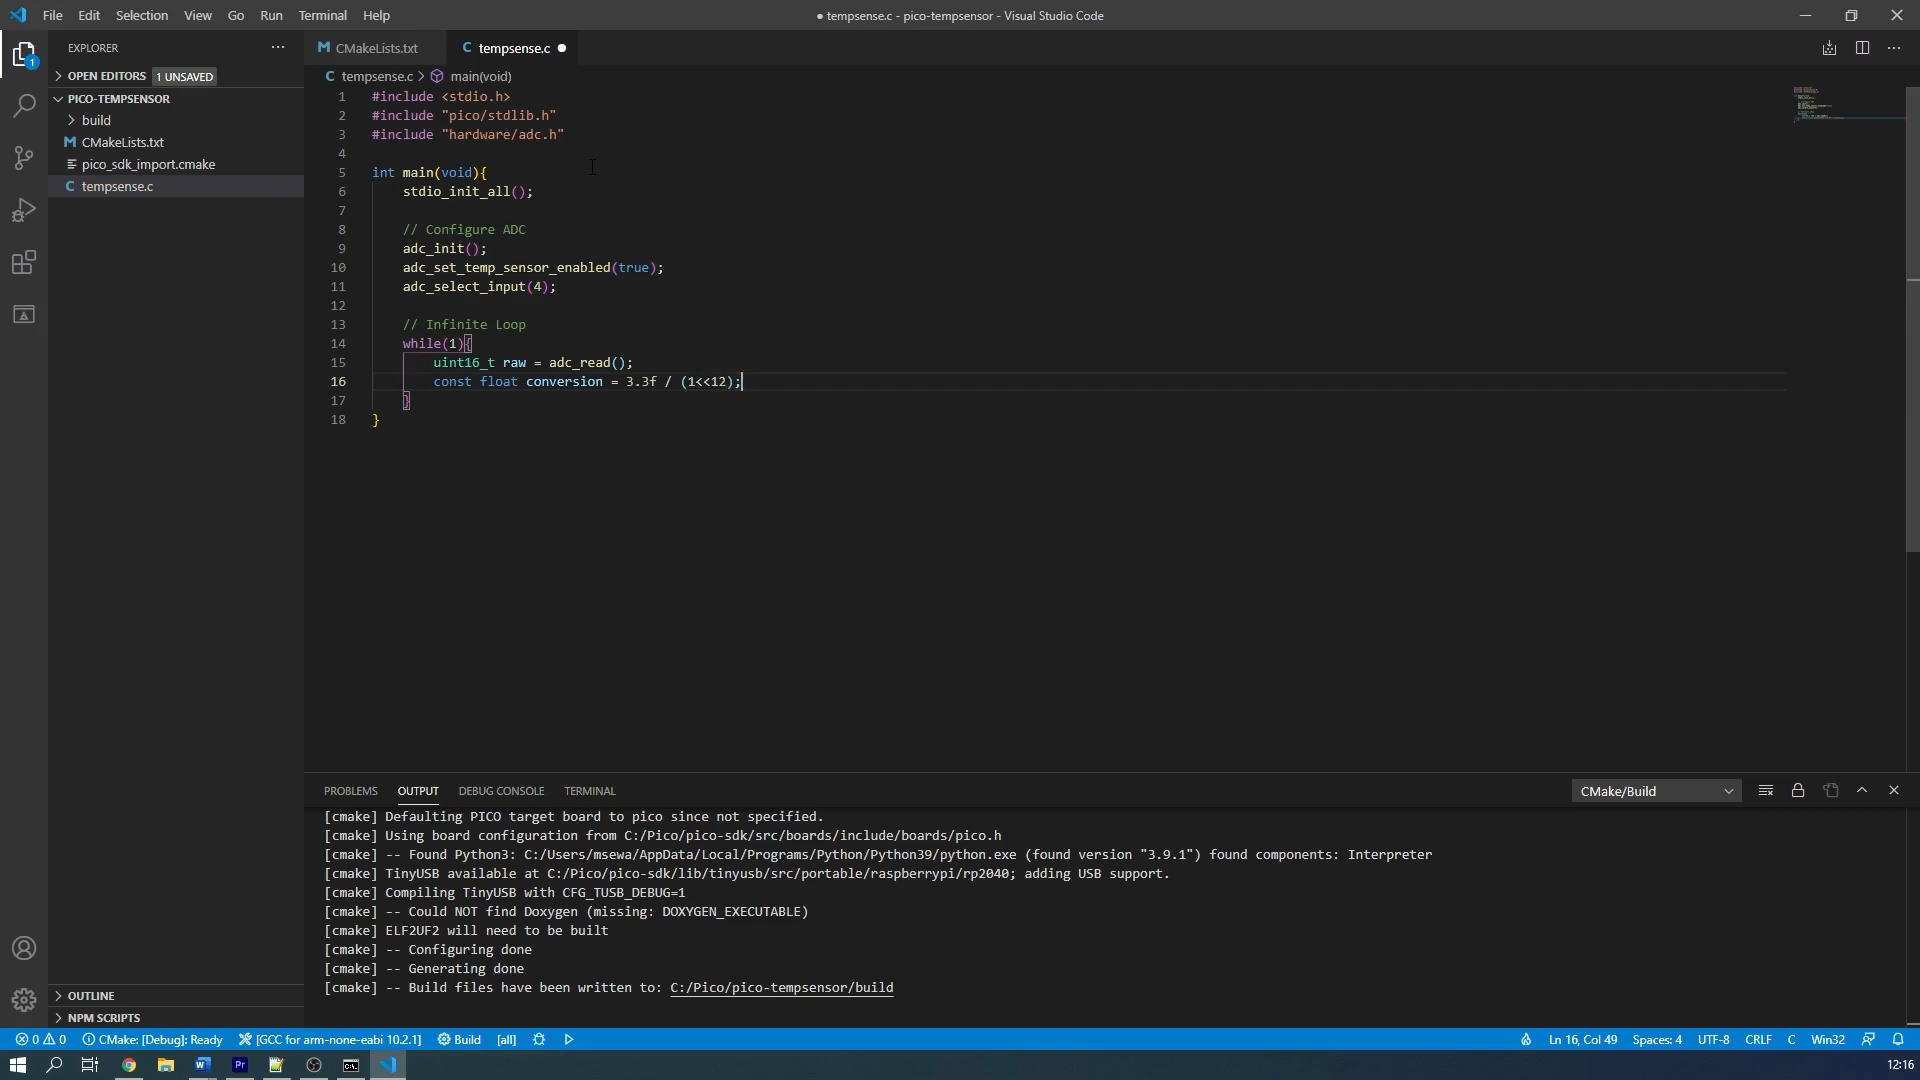 File Edit Selection View Go Run Terminal Help
● tempsense.c - pico-tempsensor - Visual Studio Code
EXPLORER
OPEN EDITORS 1 UNSAVED
PICO-TEMPSENSOR
build
CMakeLists.txt
pico_sdk_import.cmake
tempsense.c
OUTLINE
NPM SCRIPTS
1
CMakeLists.txt
C tempsense.c ●
C tempsense.c > main(void)
1 #include <stdio.h>
2 #include "pico/stdlib.h"
3 #include "hardware/adc.h"
4
5 int main(void){
6 stdio_init_all();
7
8 // Configure ADC
9 adc_init();
10 adc_set_temp_sensor_enabled(true);
11 adc_select_input(4);
12
13 // Infinite Loop
14 while(1){
15 uint16_t raw = adc_read();
16 const float conversion = 3.3f / (1<<12);
17 }
18 }
PROBLEMS OUTPUT DEBUG CONSOLE TERMINAL
CMake/Build
[cmake] Defaulting PICO target board to pico since not specified.
[cmake] Using board configuration from C:/Pico/pico-sdk/src/boards/include/boards/pico.h
[cmake] -- Found Python3: C:/Users/msewa/AppData/Local/Programs/Python/Python39/python.exe (found version "3.9.1") found components: Interpreter
[cmake] TinyUSB available at C:/Pico/pico-sdk/lib/tinyusb/src/portable/raspberrypi/rp2040; adding USB support.
[cmake] Compiling TinyUSB with CFG_TUSB_DEBUG=1
[cmake] -- Could NOT find Doxygen (missing: DOXYGEN_EXECUTABLE)
[cmake] ELF2UF2 will need to be built
[cmake] -- Configuring done
[cmake] -- Generating done
[cmake] -- Build files have been written to: C:/Pico/pico-tempsensor/build
0 0 CMake: [Debug]: Ready [GCC for arm-none-eabi 10.2.1] Build [all]
Ln 16, Col 49 Spaces: 4 UTF-8 CRLF C Win32
12:16